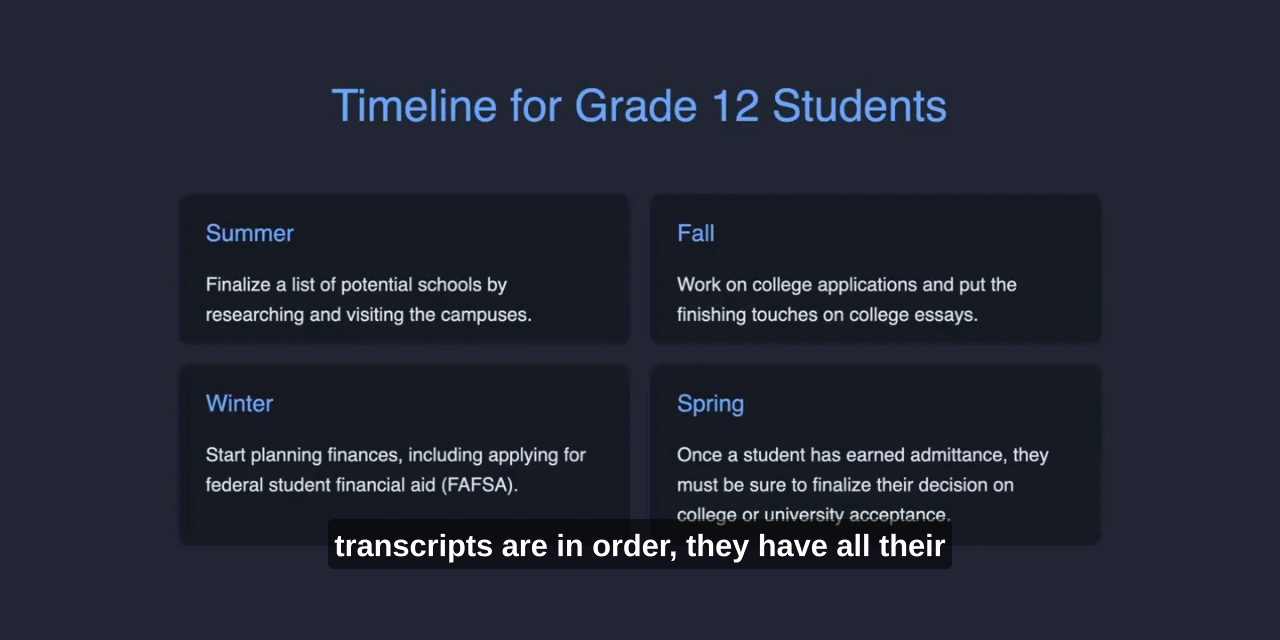 Timeline for Grade 12 Students
Summer
Finalize a list of potential schools by
researching and visiting the campuses.
Fall
Work on college applications and put the
finishing touches on college essays.
Winter
Start planning finances, including applying for
federal student financial aid (FAFSA).
Spring
Once a student has earned admittance, they
must be sure to finalize their decision on
college or university acceptance.
transcripts are in order, they have all their